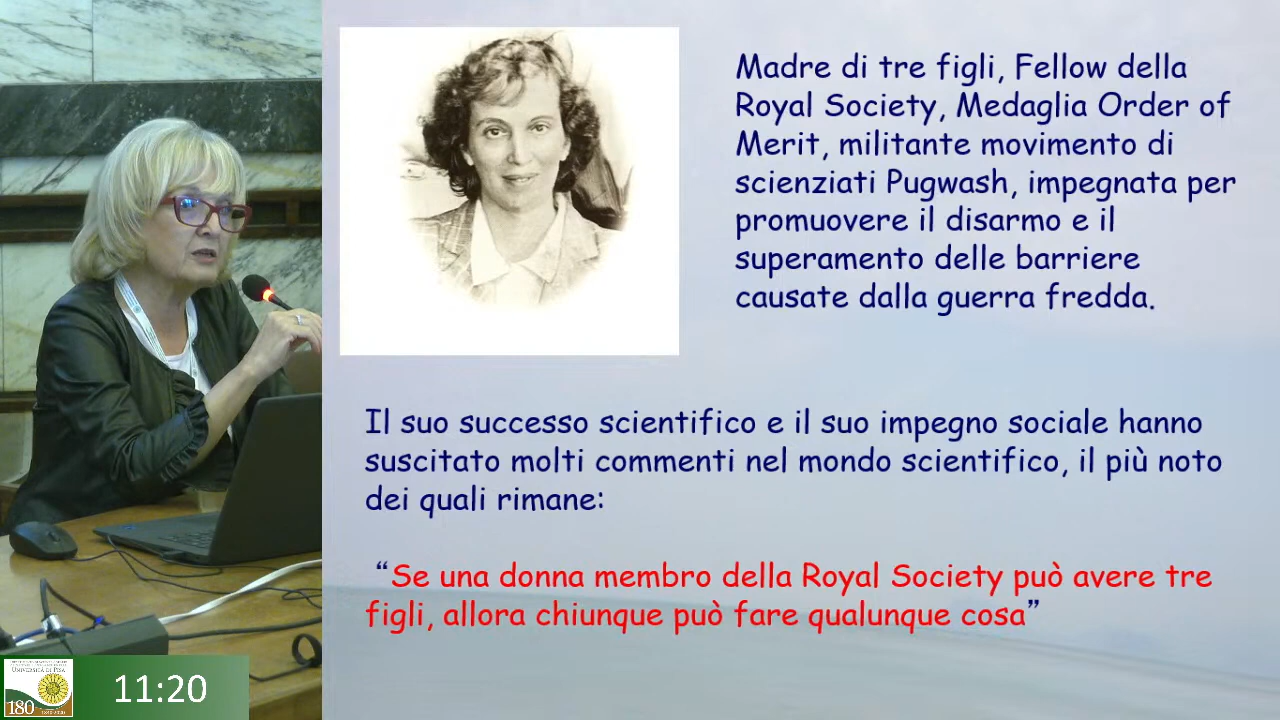 Madre di tre figli, Fellow della
Royal Society, Medaglia Order of
Merit, militante movimento di
scienziati Pugwash, impegnata per
promuovere il disarmo e il
superamento delle barriere
causate dalla guerra fredda.
Il suo successo scientifico e il suo impegno sociale hanno
suscitato molti commenti nel mondo scientifico, il più noto
dei quali rimane:
“Se una donna membro della Royal Society può avere tre
figli, allora chiunque può fare qualunque cosa”
UNIVERSITÀ DI PISA
180
11:20